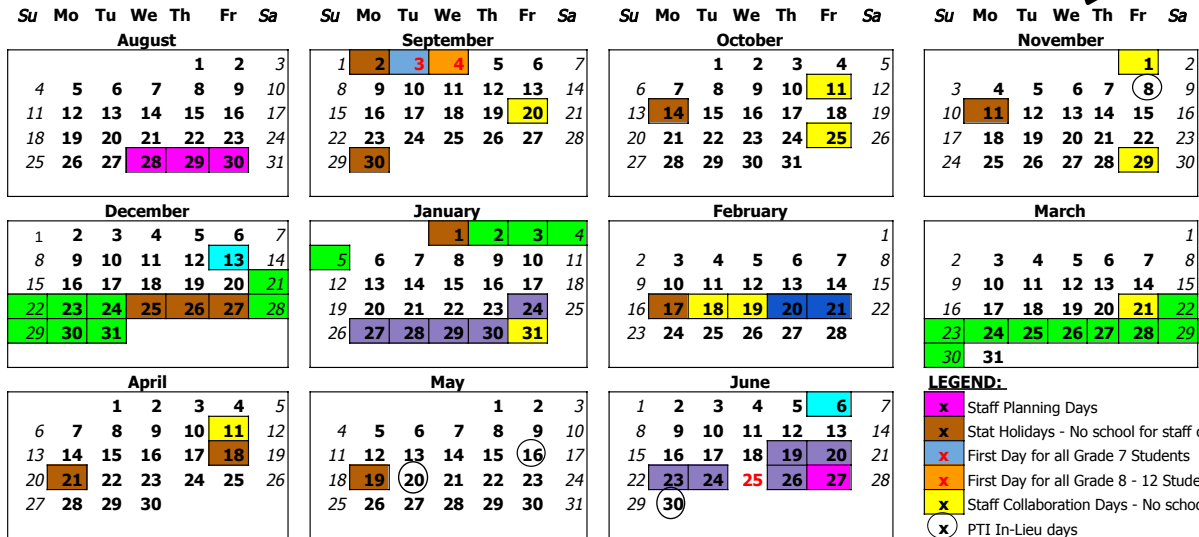 Su Mo Tu We Th Fr Sa Su Mo Tu We Th Fr Sa Su Mo Tu We Th Fr Sa Su Mo Tu We Th Fr Sa
August September October November
1 2 3 1 2 3 4 5 6 7 1 2 3 4 5 1 2
4 5 6 7 8 9 10 8 9 10 11 12 13 14 6 7 8 9 10 11 12 3 4 5 6 7 8 9
11 12 13 14 15 16 17 15 16 17 18 19 20 21 13 14 15 16 17 18 19 10 11 12 13 14 15 16
18 19 20 21 22 23 24 22 23 24 25 26 27 28 20 21 22 23 24 25 26 17 18 19 20 21 22 23
25 26 27 28 29 30 31 29 30 27 28 29 30 31 24 25 26 27 28 29 30
December January February March
1 2 3 4 5 6 7 1 2 3 4 1 1
8 9 10 11 12 13 14 5 6 7 8 9 10 11 2 3 4 5 6 7 8 2 3 4 5 6 7 8
15 16 17 18 19 20 21 12 13 14 15 16 17 18 9 10 11 12 13 14 15 9 10 11 12 13 14 15
22 23 24 25 26 27 28 19 20 21 22 23 24 25 16 17 18 19 20 21 22 16 17 18 19 20 21 22
29 30 31 26 27 28 29 30 31 23 24 25 26 27 28 23 24 25 26 27 28 29
30 31
April May June LEGEND:
1 2 3 4 5 1 2 3 1 2 3 4 5 6 7 x Staff Planning Days
6 7 8 9 10 11 12 4 5 6 7 8 9 10 8 9 10 11 12 13 14 x Stat Holidays - No school for staff
13 14 15 16 17 18 19 11 12 13 14 15 16 17 15 16 17 18 19 20 21 x First Day for all Grade 7 Students
20 21 22 23 24 25 26 18 19 20 21 22 23 24 22 23 24 25 26 27 28 x First Day for all Grade 8 - 12 Stude
27 28 29 30 25 26 27 28 29 30 31 29 30 x Staff Collaboration Days - No schoo
x PTI In-Lieu days